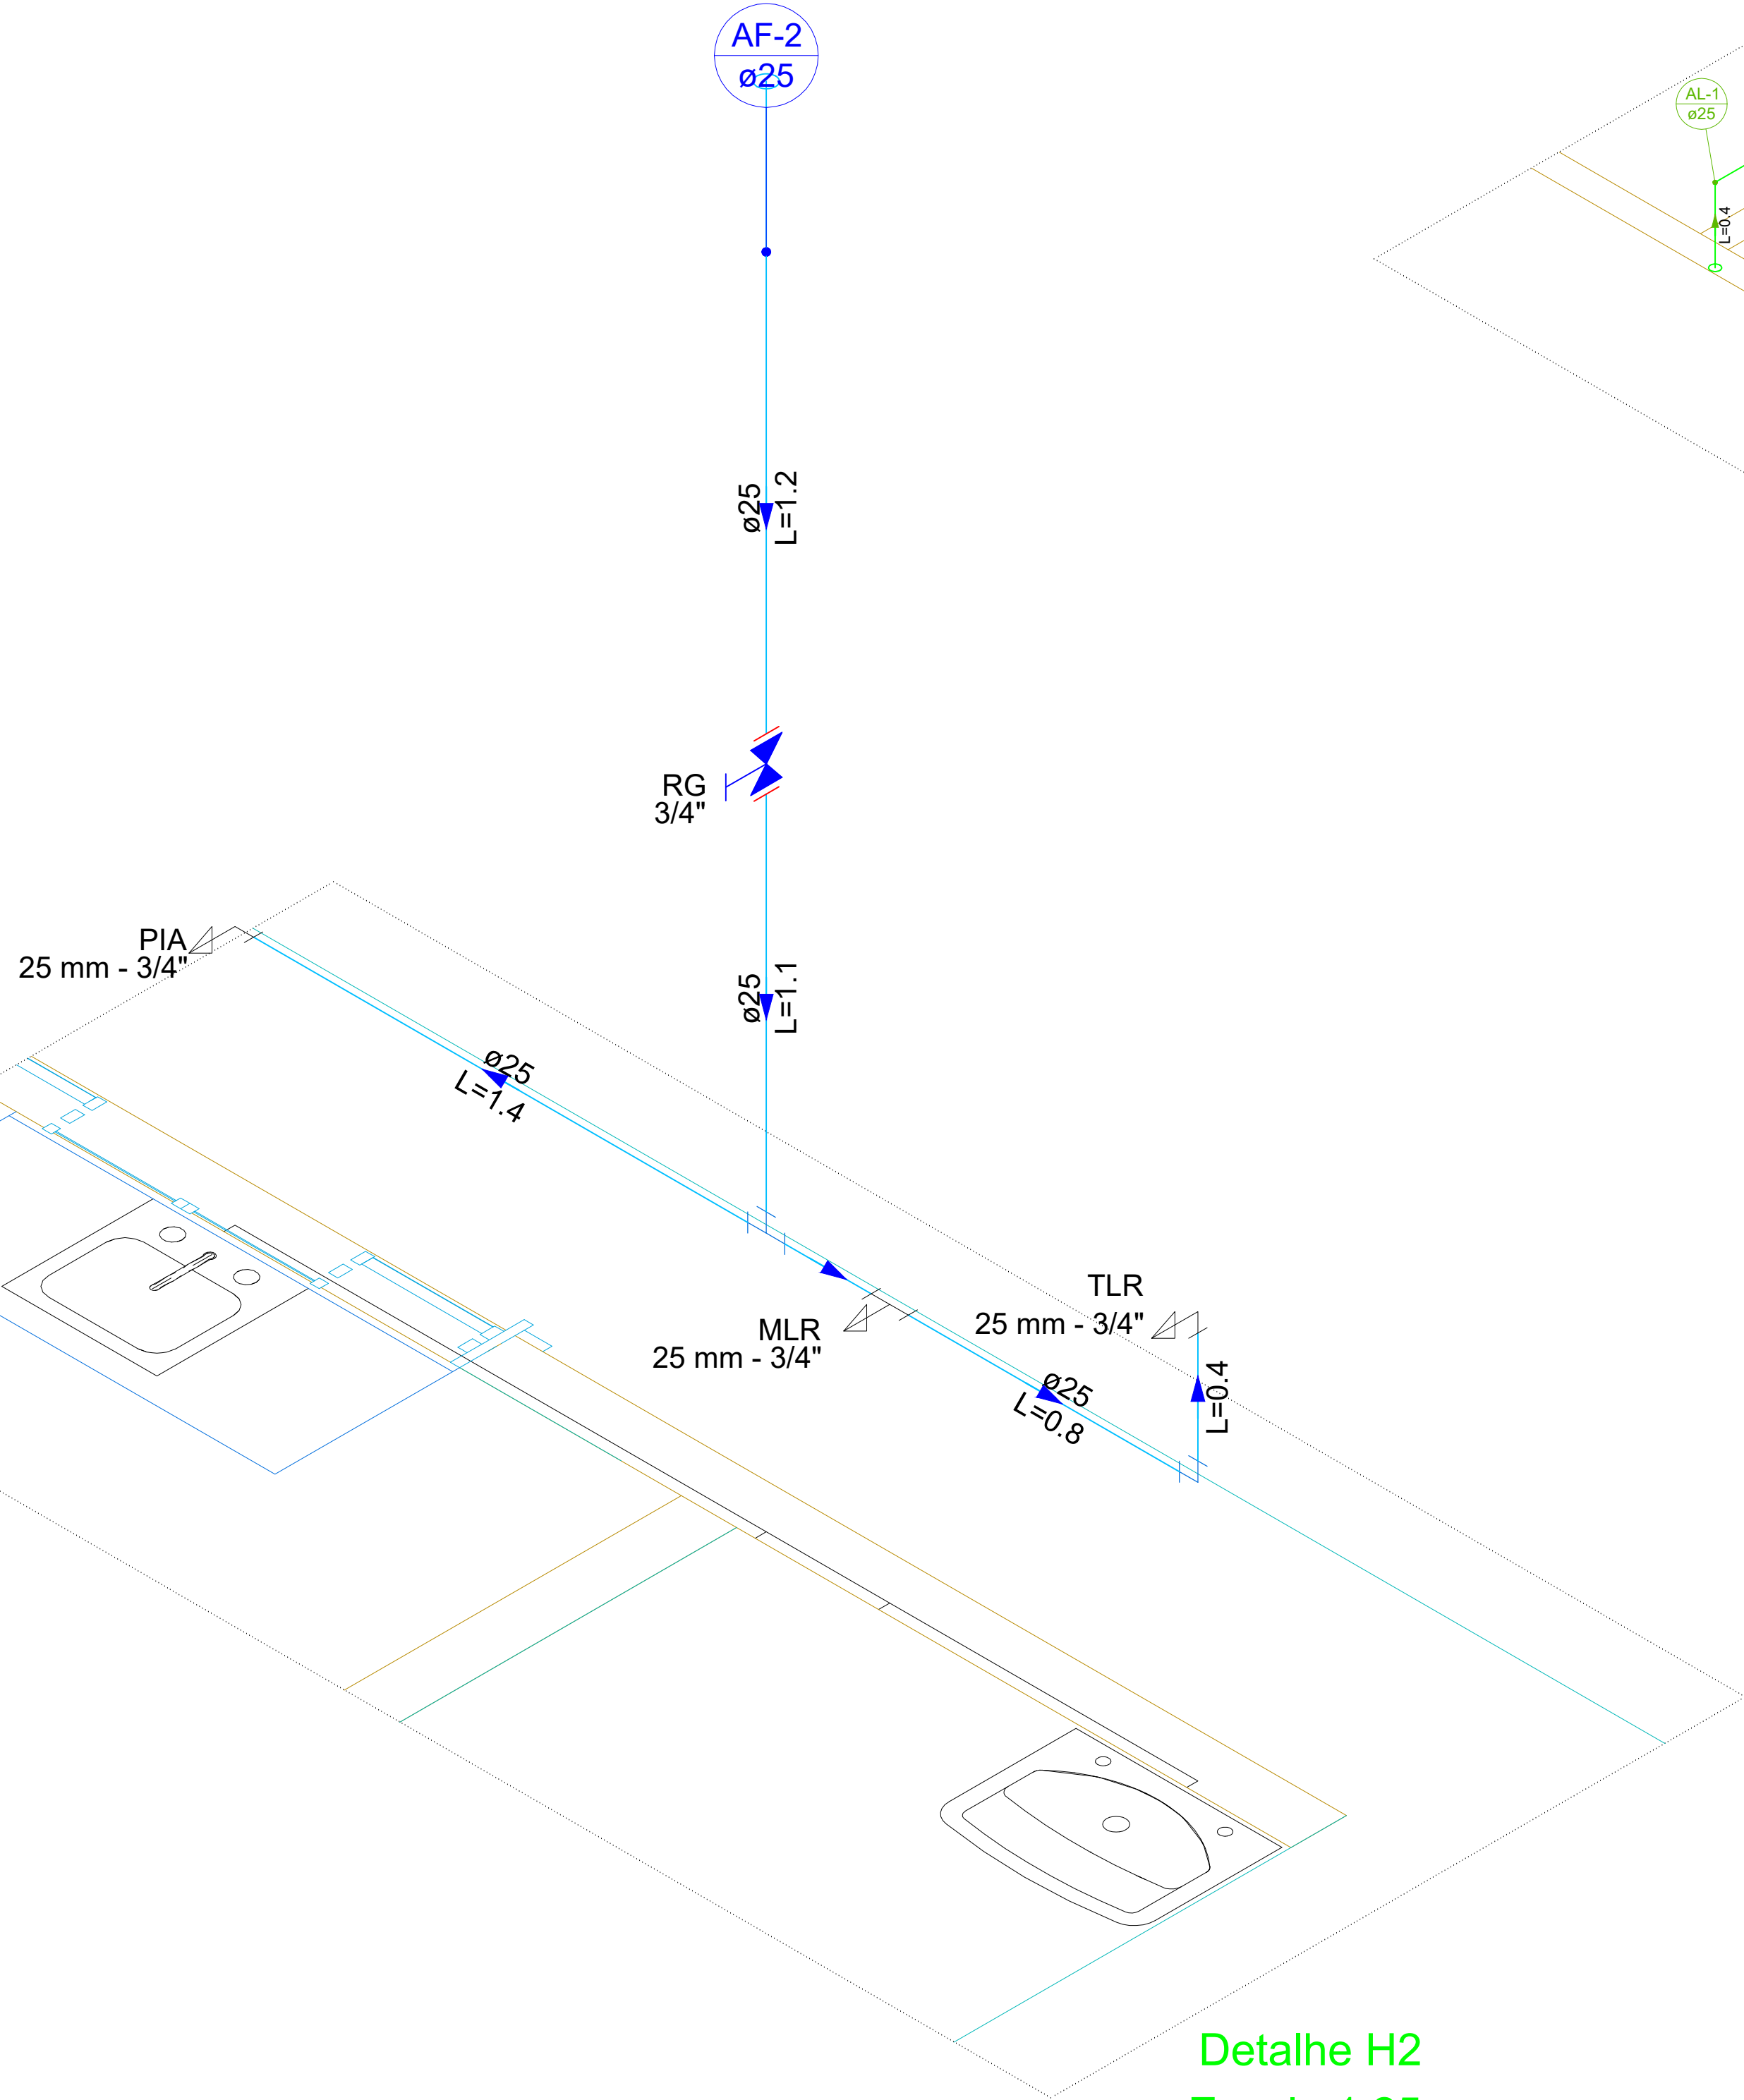 AF-2
ø25
AL-1
ø25
L=0.4
ø25
L=1.2
RG
3/4"
PIA
25 mm - 3/4"
ø25
L=1.1
ø25
L=1.4
TLR
25 mm - 3/4"
MLR
25 mm - 3/4"
L=0.4
ø25
L=0.8
Detalhe H2